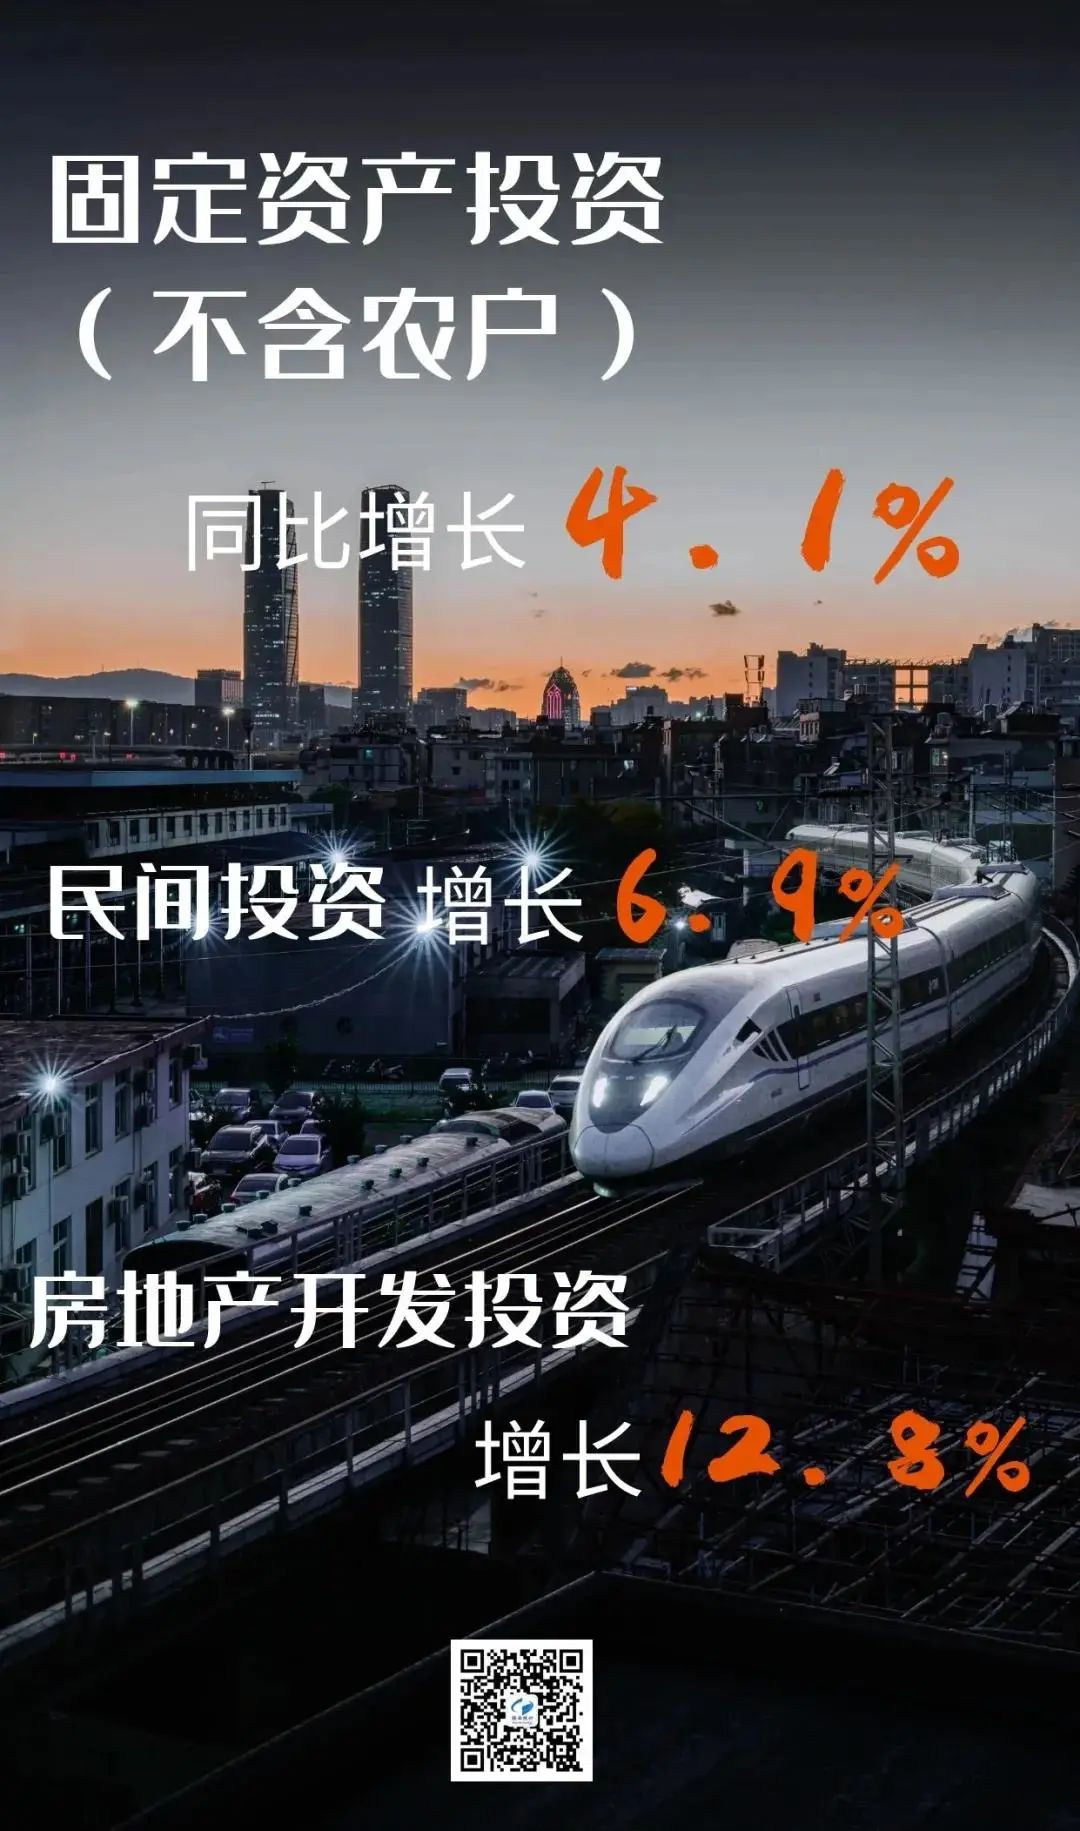 固定资产投资
（不含农户）
同比增长 4.1%
民间投资 增长 6.9%
房地产开发投资
增长 12.8%